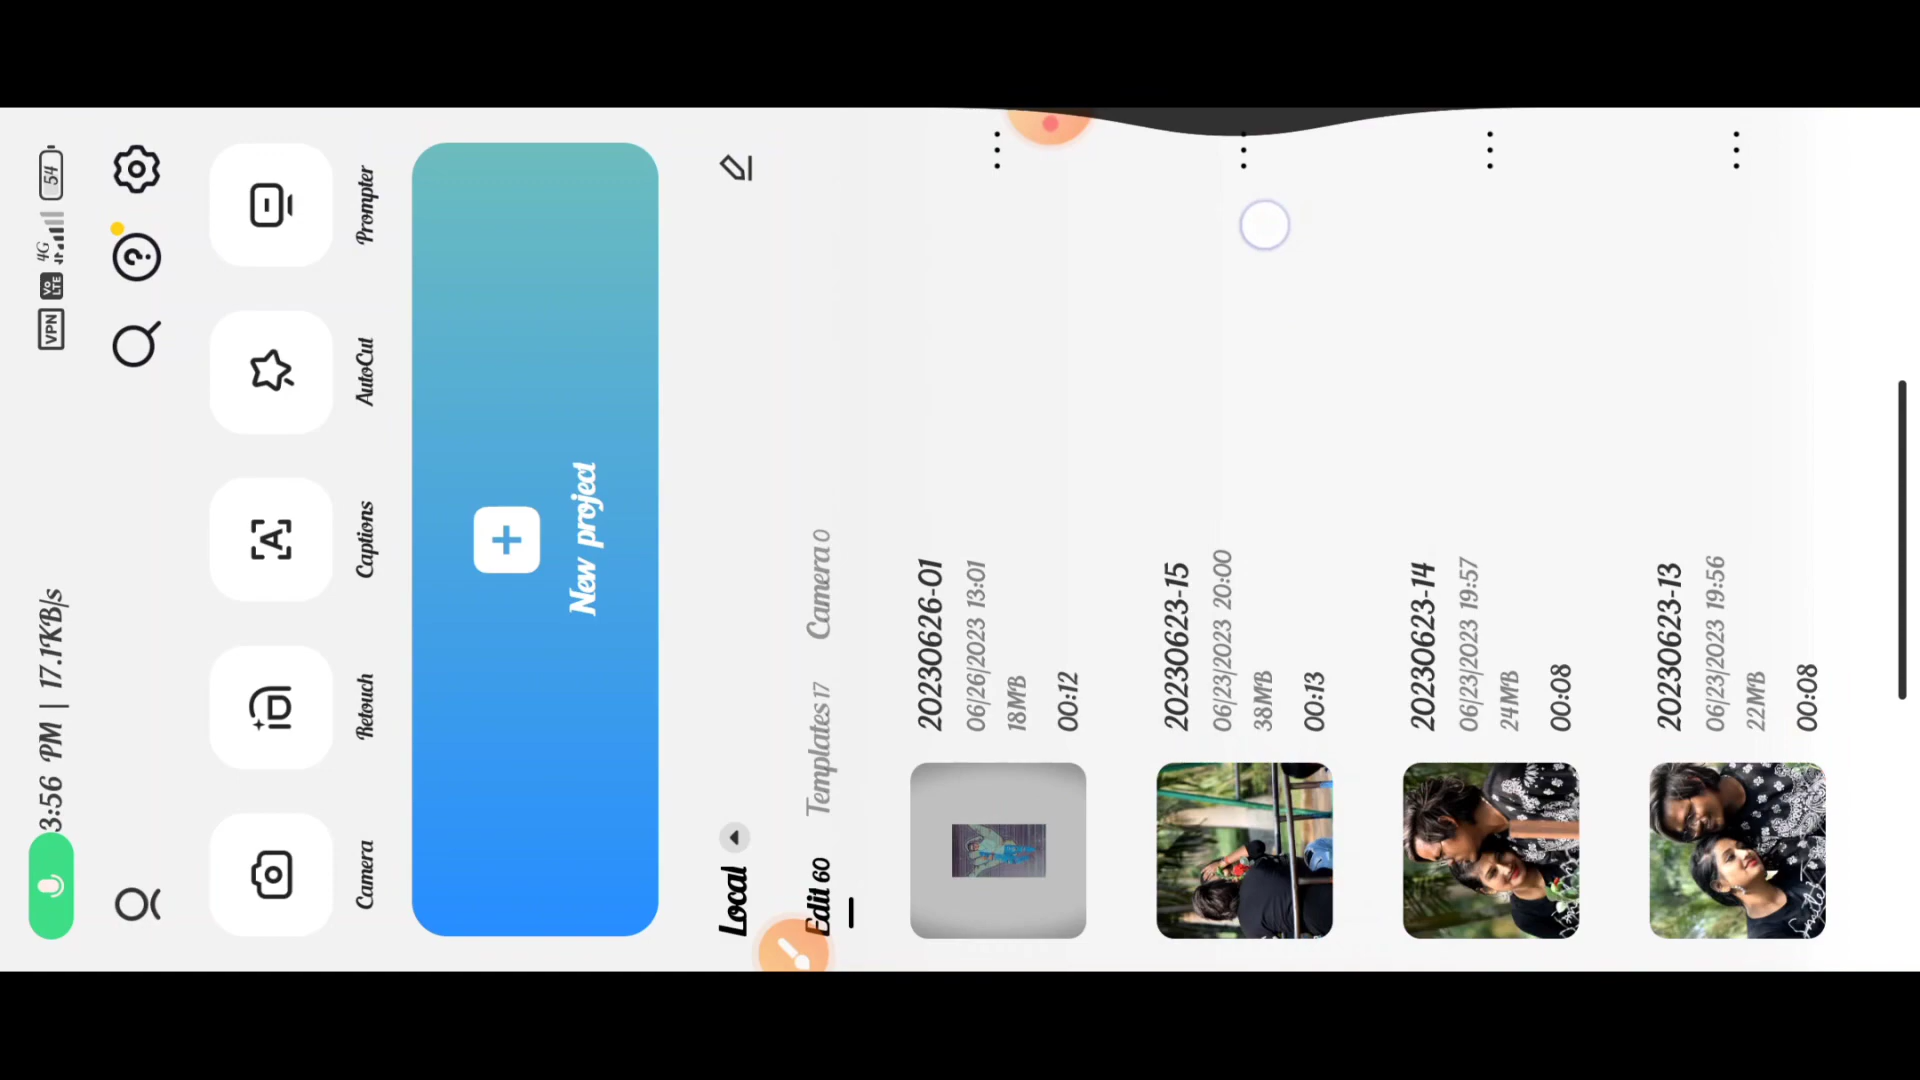 3:56 PM | 17.1KB/s
VPN
Vo LTE
4G
54
Camera
Retouch
Captions
AutoCut
Prompter
New project
Local
Edit 60
Templates 17
Camera 0
20230626-01
06/26/2023 13:01
18MB
00:12
20230623-15
06/23/2023 20:00
38MB
00:13
20230623-14
06/23/2023 19:57
24MB
00:08
20230623-13
06/23/2023 19:56
22MB
00:08